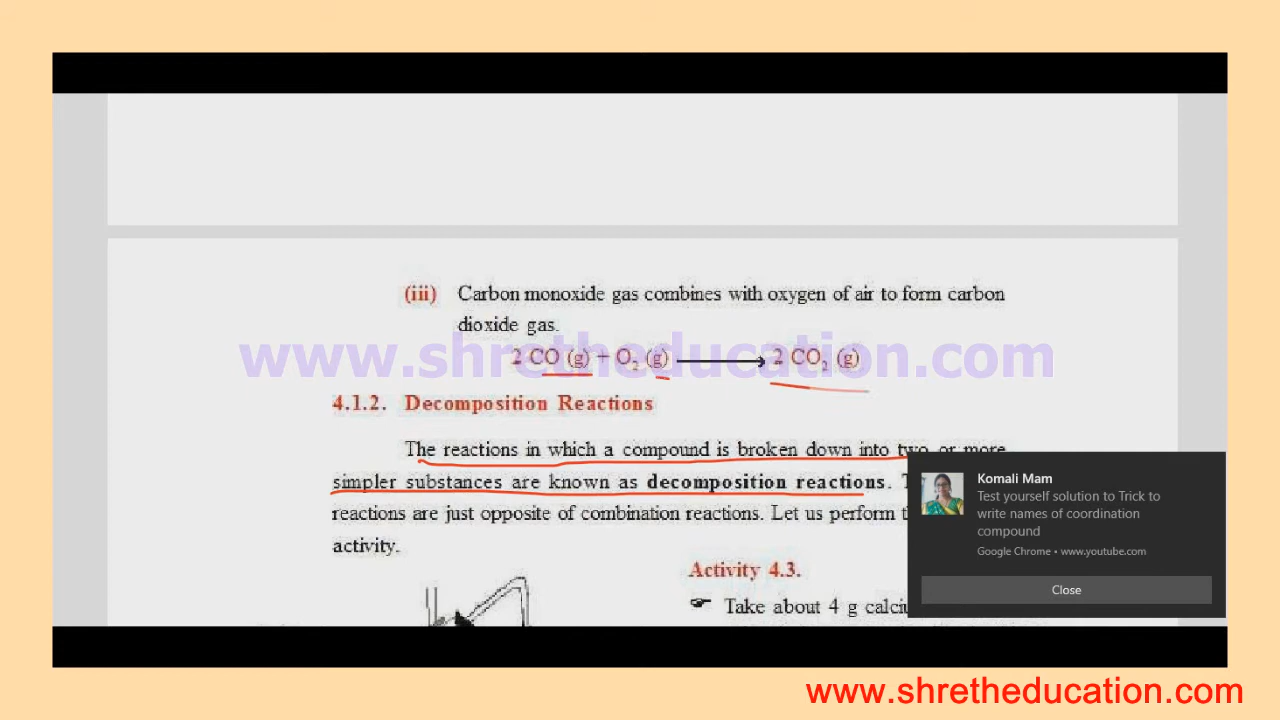 (iii) Carbon monoxide gas combines with oxygen of air to form carbon
dioxide gas.
2 CO (g) + O₂ (g) ⟶ 2 CO₂ (g)
www.shretheducation.com
4.1.2. Decomposition Reactions
The reactions in which a compound is broken down into two or more
simpler substances are known as decomposition reactions.
reactions are just opposite of combination reactions. Let us perform
activity.
Activity 4.3.
☞ Take about 4 g
Komali Mam
Test yourself solution to Trick to
write names of coordination
compound
Google Chrome • www.youtube.com
Close
www.shretheducation.com